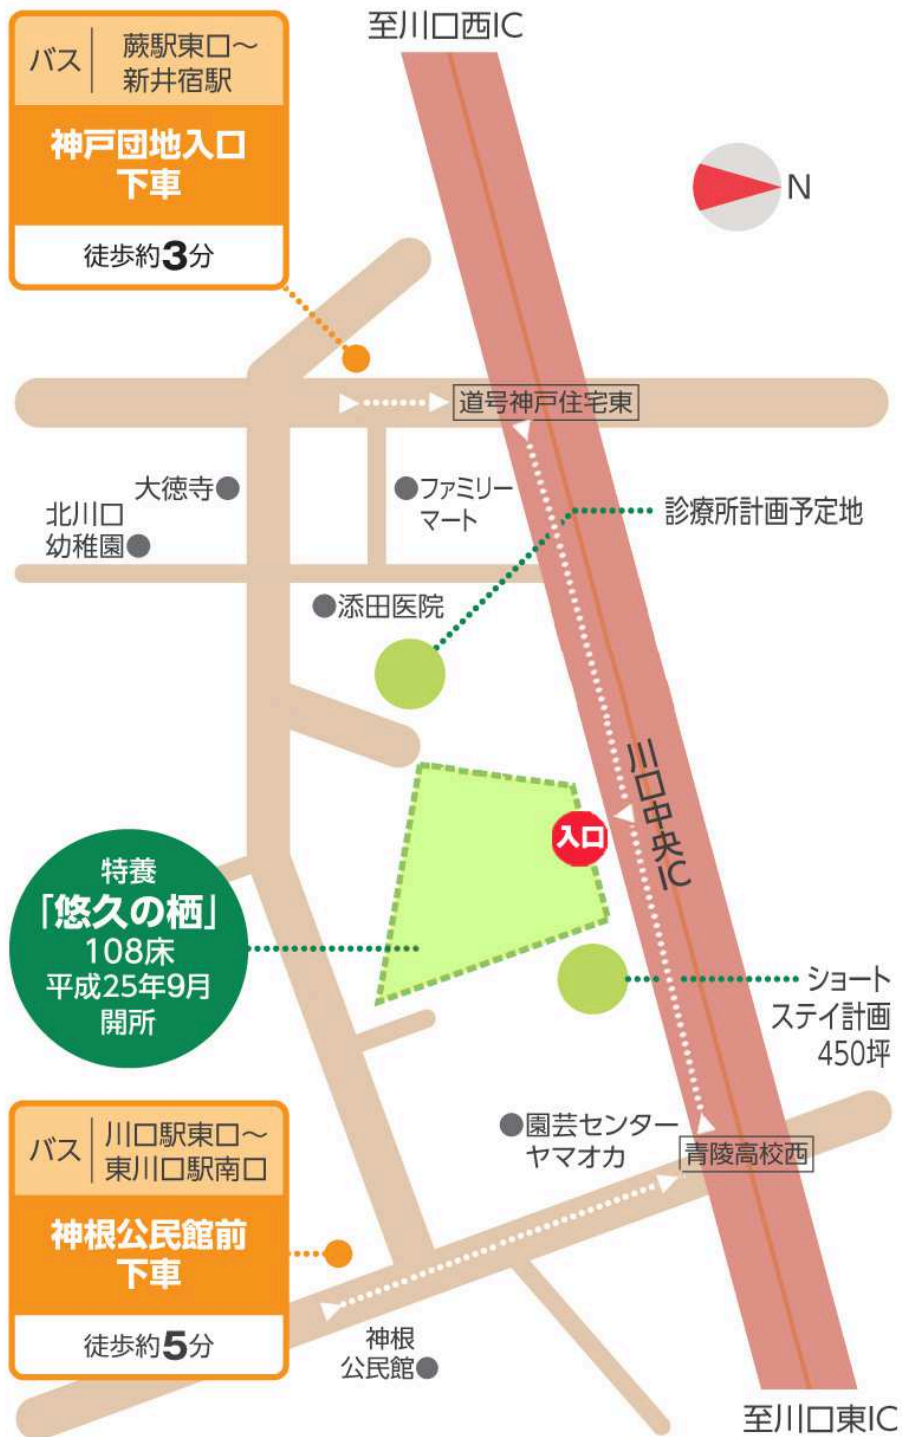 至川口西IC
バス
蕨駅東口～
新井宿駅
神戸団地入口
下車
徒歩約3分
N
道号神戸住宅東
大徳寺
ファミリー
マート
北川口
幼稚園
診療所計画予定地
添田医院
川口中央IC
入口
特養
「悠久の栖」
108床
平成25年9月
開所
ショート
ステイ計画
450坪
園芸センター
ヤマオカ
青陵高校西
バス
川口駅東口～
東川口駅南口
神根公民館前
下車
徒歩約5分
神根
公民館
至川口東IC